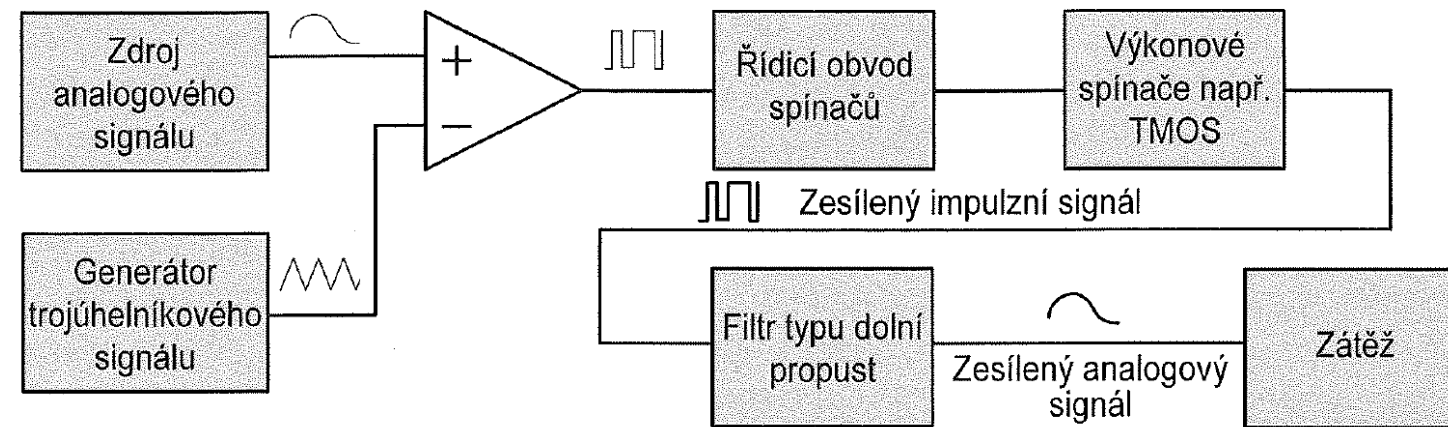 Zdroj
analogového
signálu
+
−
Řídicí obvod
spínačů
Výkonové
spínače např.
TMOS
Zesílený impulzní signál
Generátor
trojúhelníkového
signálu
Filtr typu dolní
propust
Zesílený analogový
signál
Zátěž